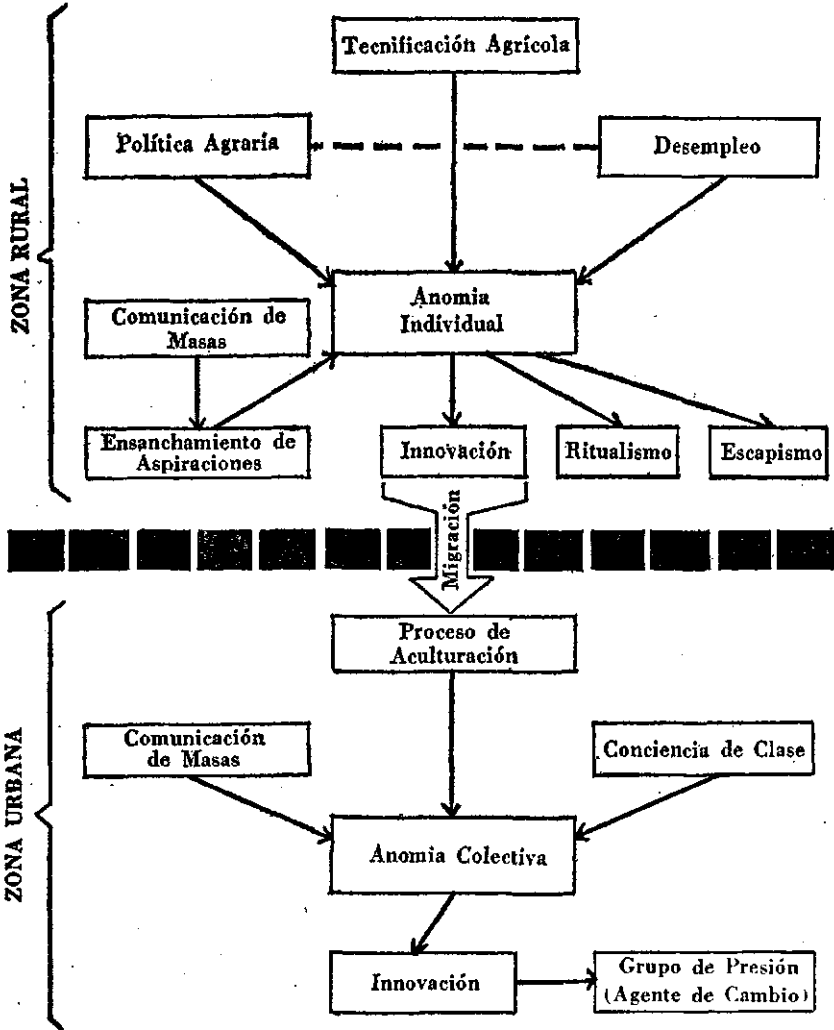 ZONA RURAL
Tecnificación Agrícola
Política Agraría
Desempleo
Anomia
Individual
Comunicación de
Masas
Ensanchamiento de
Aspiraciones
Innovación
Ritualismo
Escapismo
Migración
ZONA URBANA
Proceso de
Aculturación
Comunicación
de Masas
Conciencia de Clase
Anomia Colectiva
Innovación
Grupo de Presión
(Agente de Cambio)